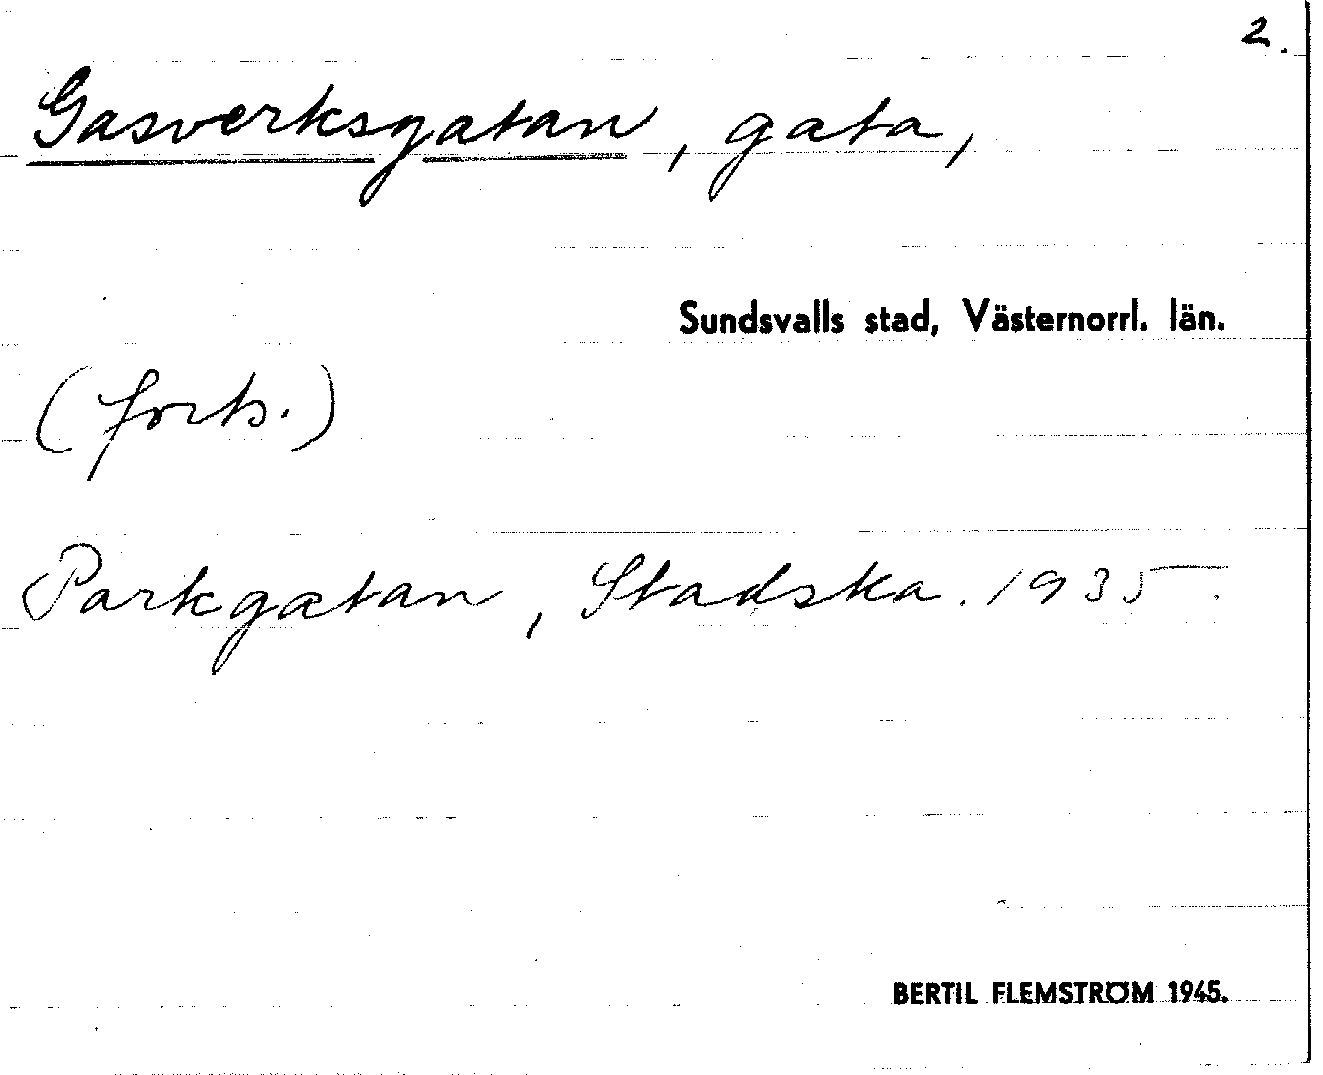 2.
Gasverksgatan, gata,
Sundsvalls stad, Västernorrl. län.
(forts.)
Parkgatan, Stadska. 1935.
BERTIL FLEMSTRÖM 1945.